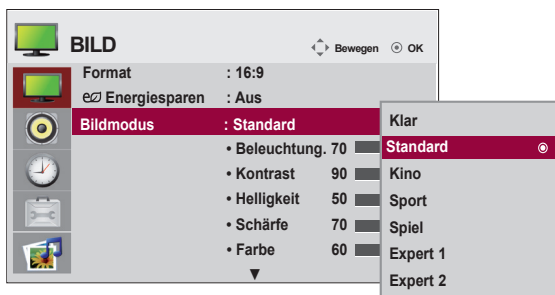 BILD
Bewegen OK
Format : 16:9
Energiesparen : Aus
Bildmodus : Standard
• Beleuchtung. 70
• Kontrast 90
• Helligkeit 50
• Schärfe 70
• Farbe 60
Klar
Standard
Kino
Sport
Spiel
Expert 1
Expert 2